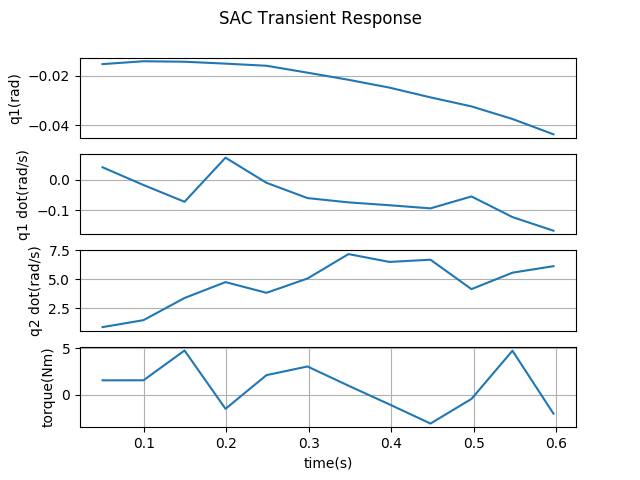 SAC Transient Response
q1(rad)
−0.02
−0.04
q1 dot(rad/s)
0.0
−0.1
q2 dot(rad/s)
7.5
5.0
2.5
torque(Nm)
5
0
0.1 0.2 0.3 0.4 0.5 0.6
time(s)